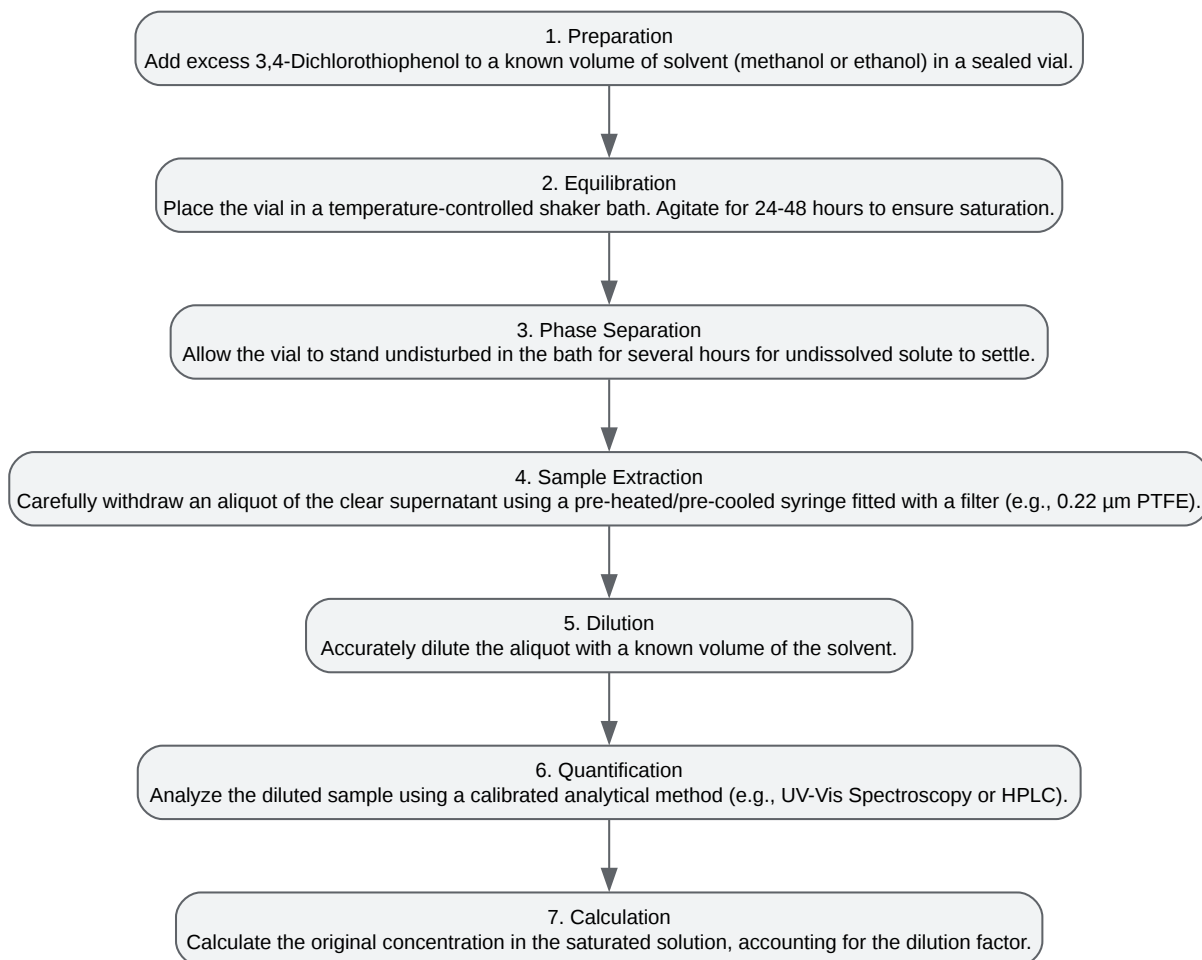 1. Preparation
Add excess 3,4-Dichlorothiophenol to a known volume of solvent (methanol or ethanol) in a sealed vial.
2. Equilibration
Place the vial in a temperature-controlled shaker bath. Agitate for 24-48 hours to ensure saturation.
3. Phase Separation
Allow the vial to stand undisturbed in the bath for several hours for undissolved solute to settle.
4. Sample Extraction
Carefully withdraw an aliquot of the clear supernatant using a pre-heated/pre-cooled syringe fitted with a filter (e.g., 0.22 µm PTFE).
5. Dilution
Accurately dilute the aliquot with a known volume of the solvent.
6. Quantification
Analyze the diluted sample using a calibrated analytical method (e.g., UV-Vis Spectroscopy or HPLC).
7. Calculation
Calculate the original concentration in the saturated solution, accounting for the dilution factor.